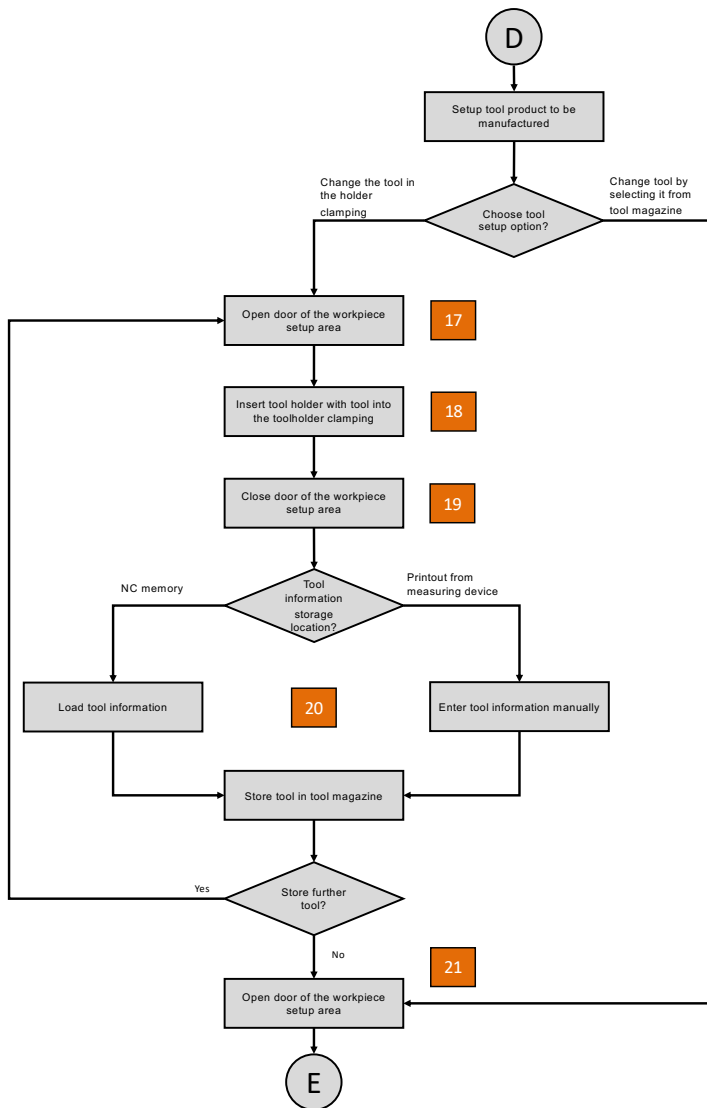 D
Setup tool product to be
manufactured
Change the tool in
the holder
clamping
Change tool by
selecting it from
tool magazine
Choose tool
setup option?
Open door of the workpiece
setup area
17
Insert tool holder with tool into
the toolholder clamping
18
Close door of the workpiece
setup area
19
NC memory
Tool
information
storage
location?
Printout from
measuring device
Load tool information
20
Enter tool information manually
Store tool in tool magazine
Yes
Store further
tool?
No
21
Open door of the workpiece
setup area
E